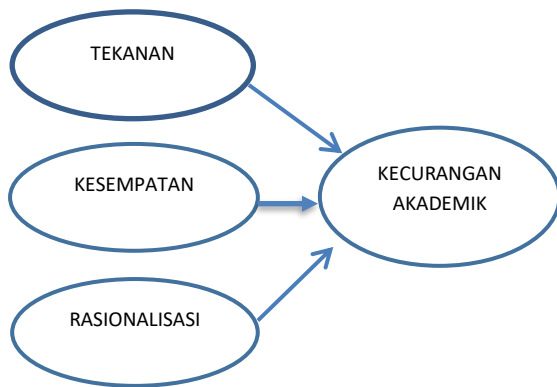 TEKANAN
KESEMPATAN
RASIONALISASI
KECURANGAN
AKADEMIK